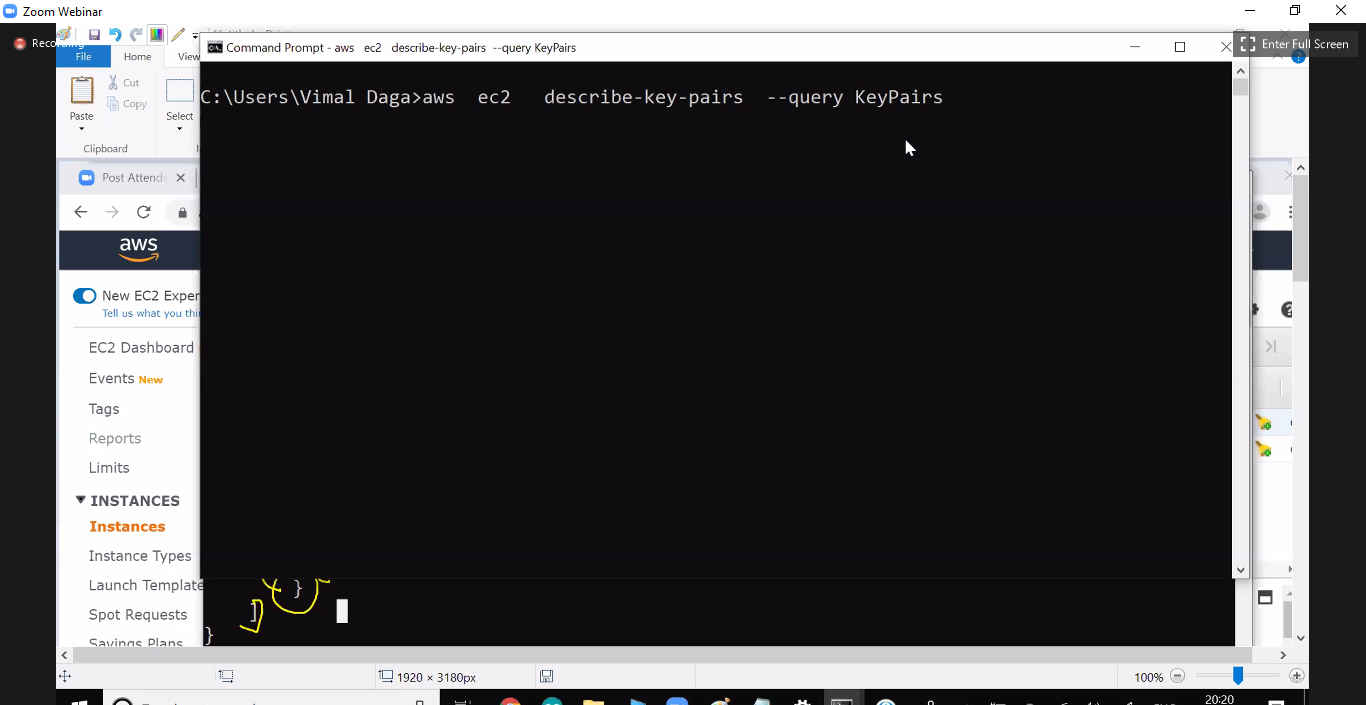 Zoom Webinar
Recording
File
Home
View
Command Prompt - aws ec2 describe-key-pairs --query KeyPairs
Enter Full Screen
Paste
Cut
Copy
Select
Clipboard
C:\Users\Vimal Daga>aws ec2 describe-key-pairs --query KeyPairs
Post Attend
aws
New EC2 Exper
Tell us what you thi
EC2 Dashboard
Events New
Tags
Reports
Limits
INSTANCES
Instances
Instance Types
Launch Template
Spot Requests
Savings Plans
}
]
}
1920 × 3180px
100%
20:20